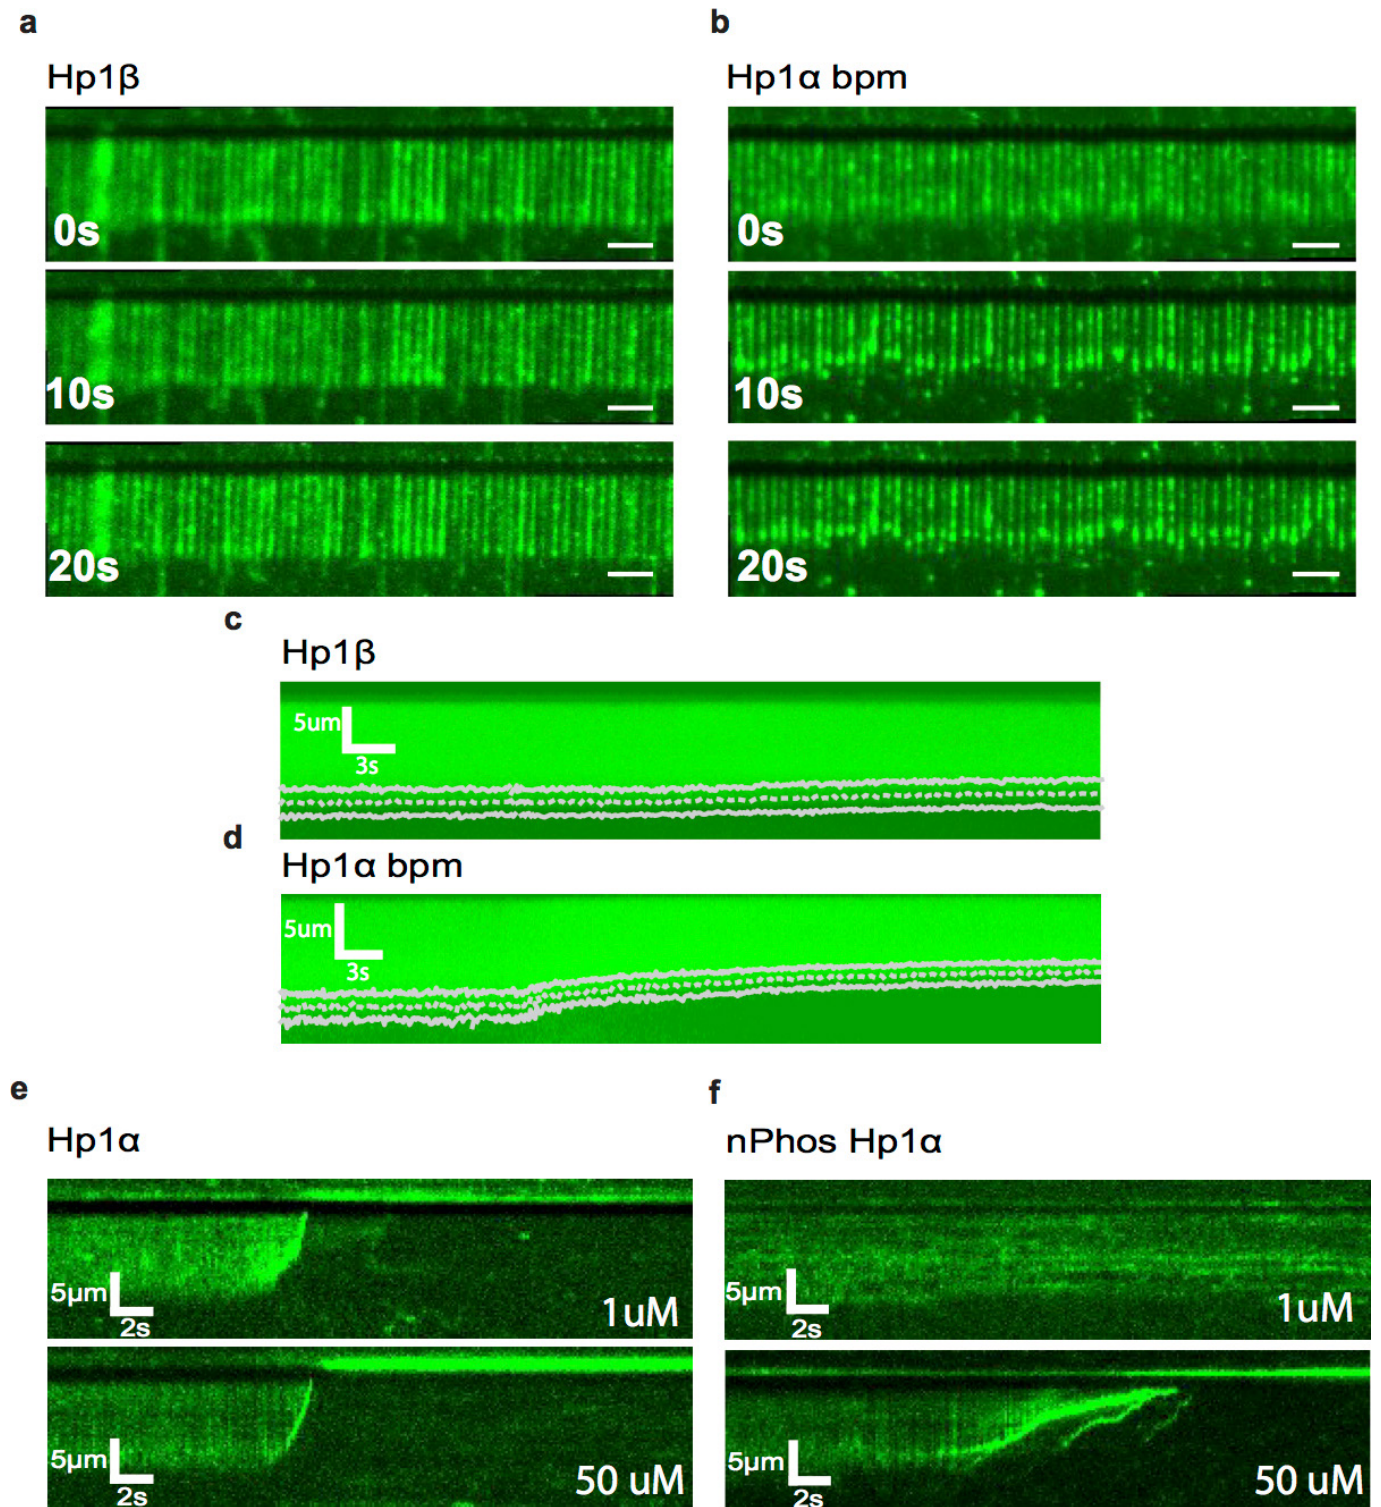 a
b
Hp1β
Hp1α bpm
0s
0s
10s
10s
20s
20s
c
Hp1β
5um
3s
d
Hp1α bpm
5um
3s
e
f
Hp1α
nPhos Hp1α
5µm
2s
1uM
5µm
2s
1uM
5µm
2s
50 uM
5µm
2s
50 uM